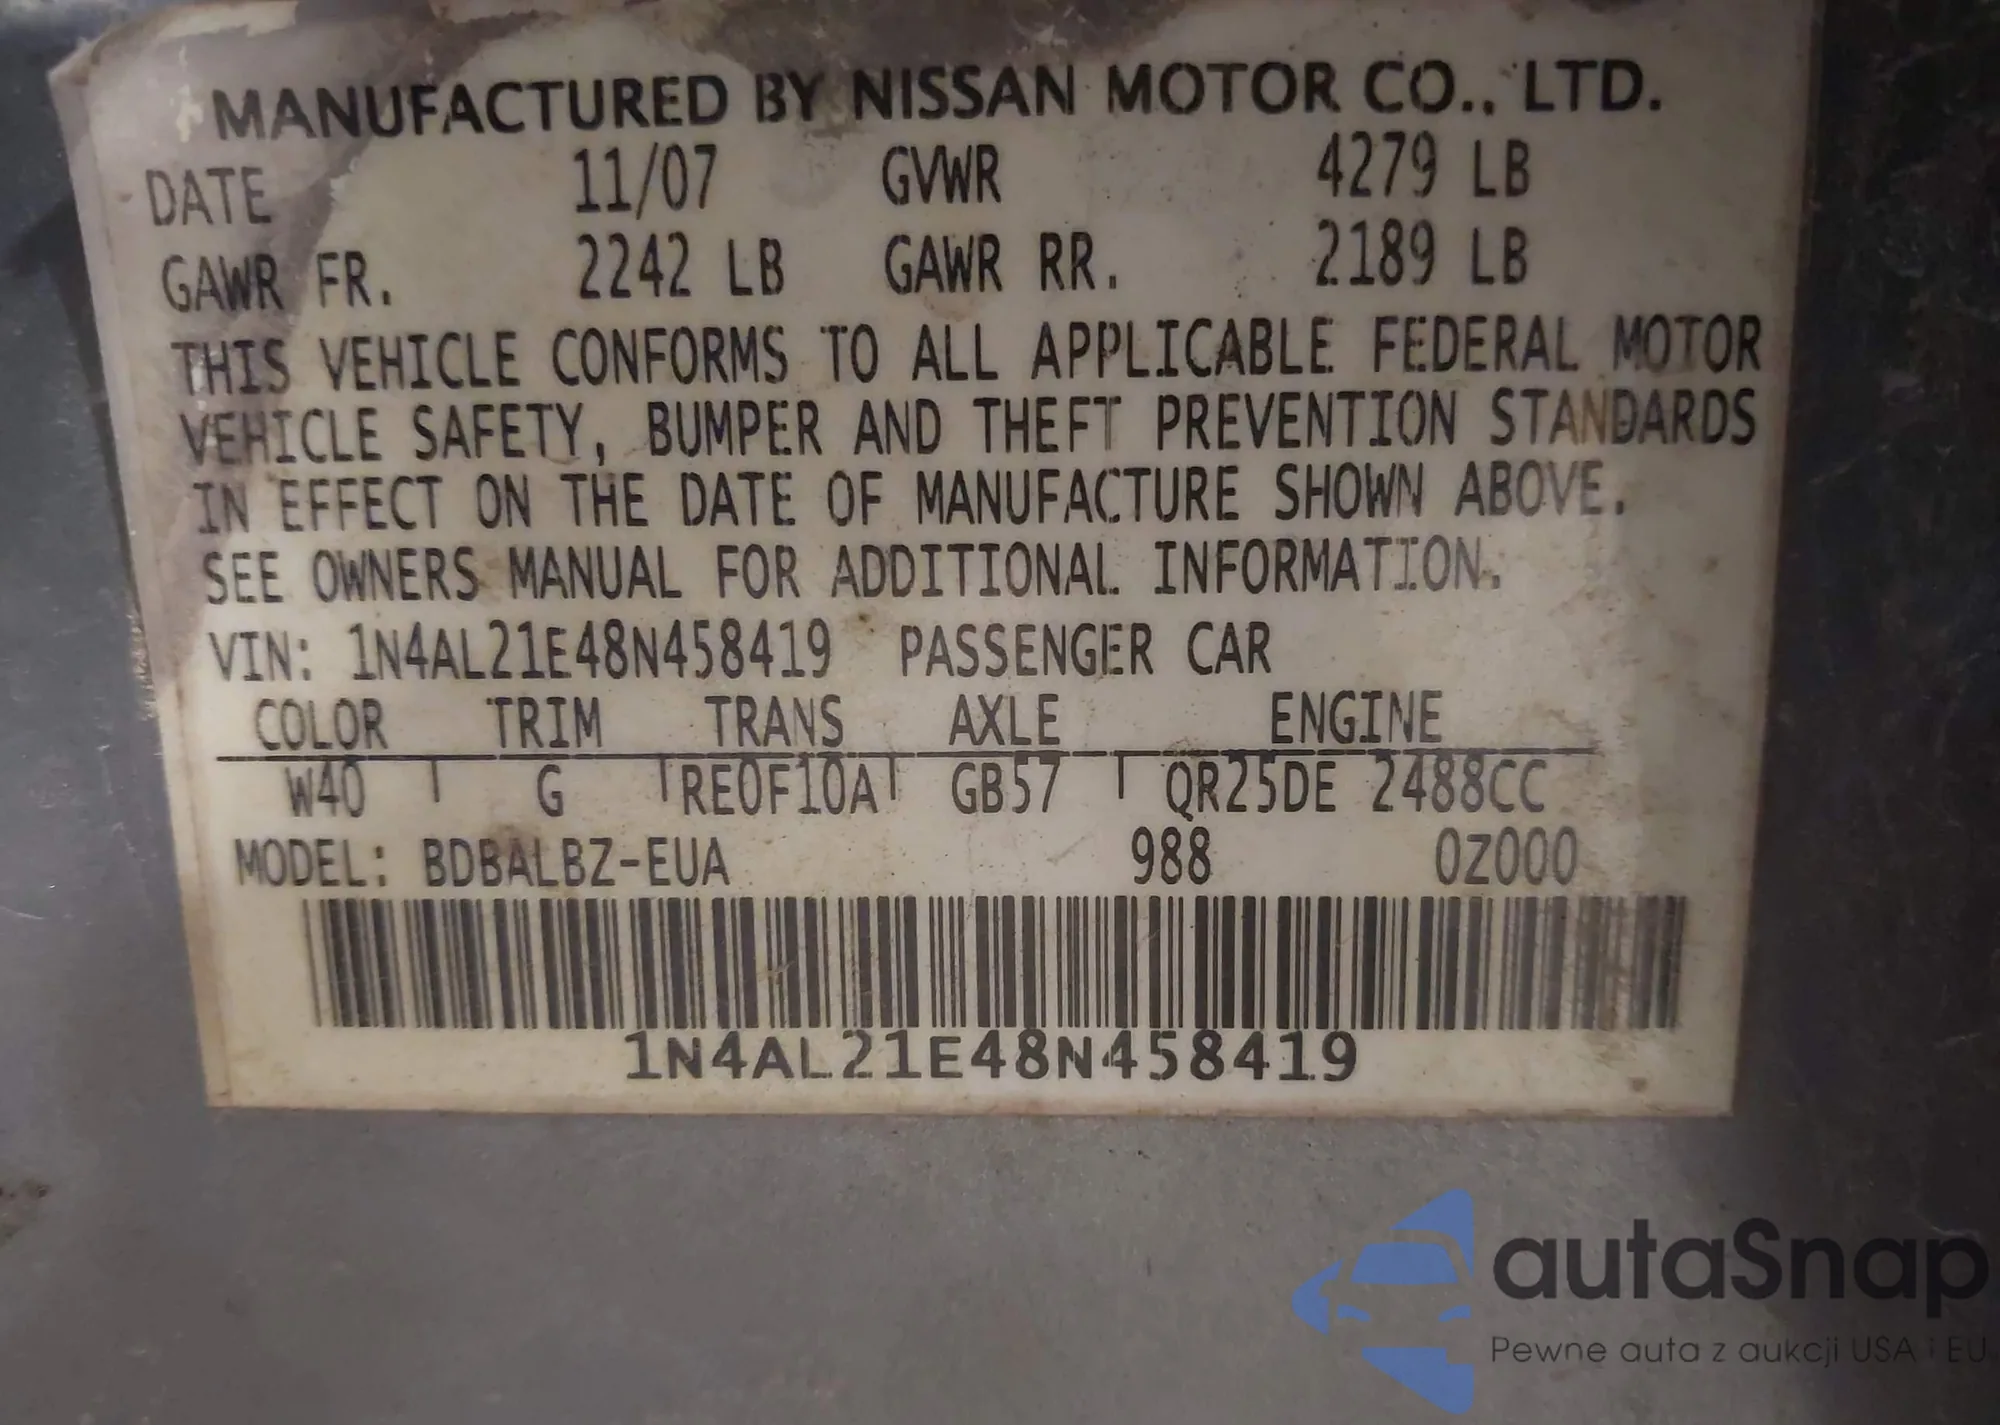 MANUFACTURED BY NISSAN MOTOR CO., LTD.
DATE 11/07 GVWR 4279 LB
GAWR FR. 2242 LB GAWR RR. 2189 LB
THIS VEHICLE CONFORMS TO ALL APPLICABLE FEDERAL MOTOR
VEHICLE SAFETY, BUMPER AND THEFT PREVENTION STANDARDS
IN EFFECT ON THE DATE OF MANUFACTURE SHOWN ABOVE.
SEE OWNERS MANUAL FOR ADDITIONAL INFORMATION.
VIN: 1N4AL21E48N458419 PASSENGER CAR
COLOR TRIM TRANS AXLE ENGINE
W40 G RE0F10A GB57 QR25DE 2488CC
MODEL: BDBALBZ-EUA 988 0Z000
1N4AL21E48N458419
autaSnap
Pewne auta z aukcji USA i EU